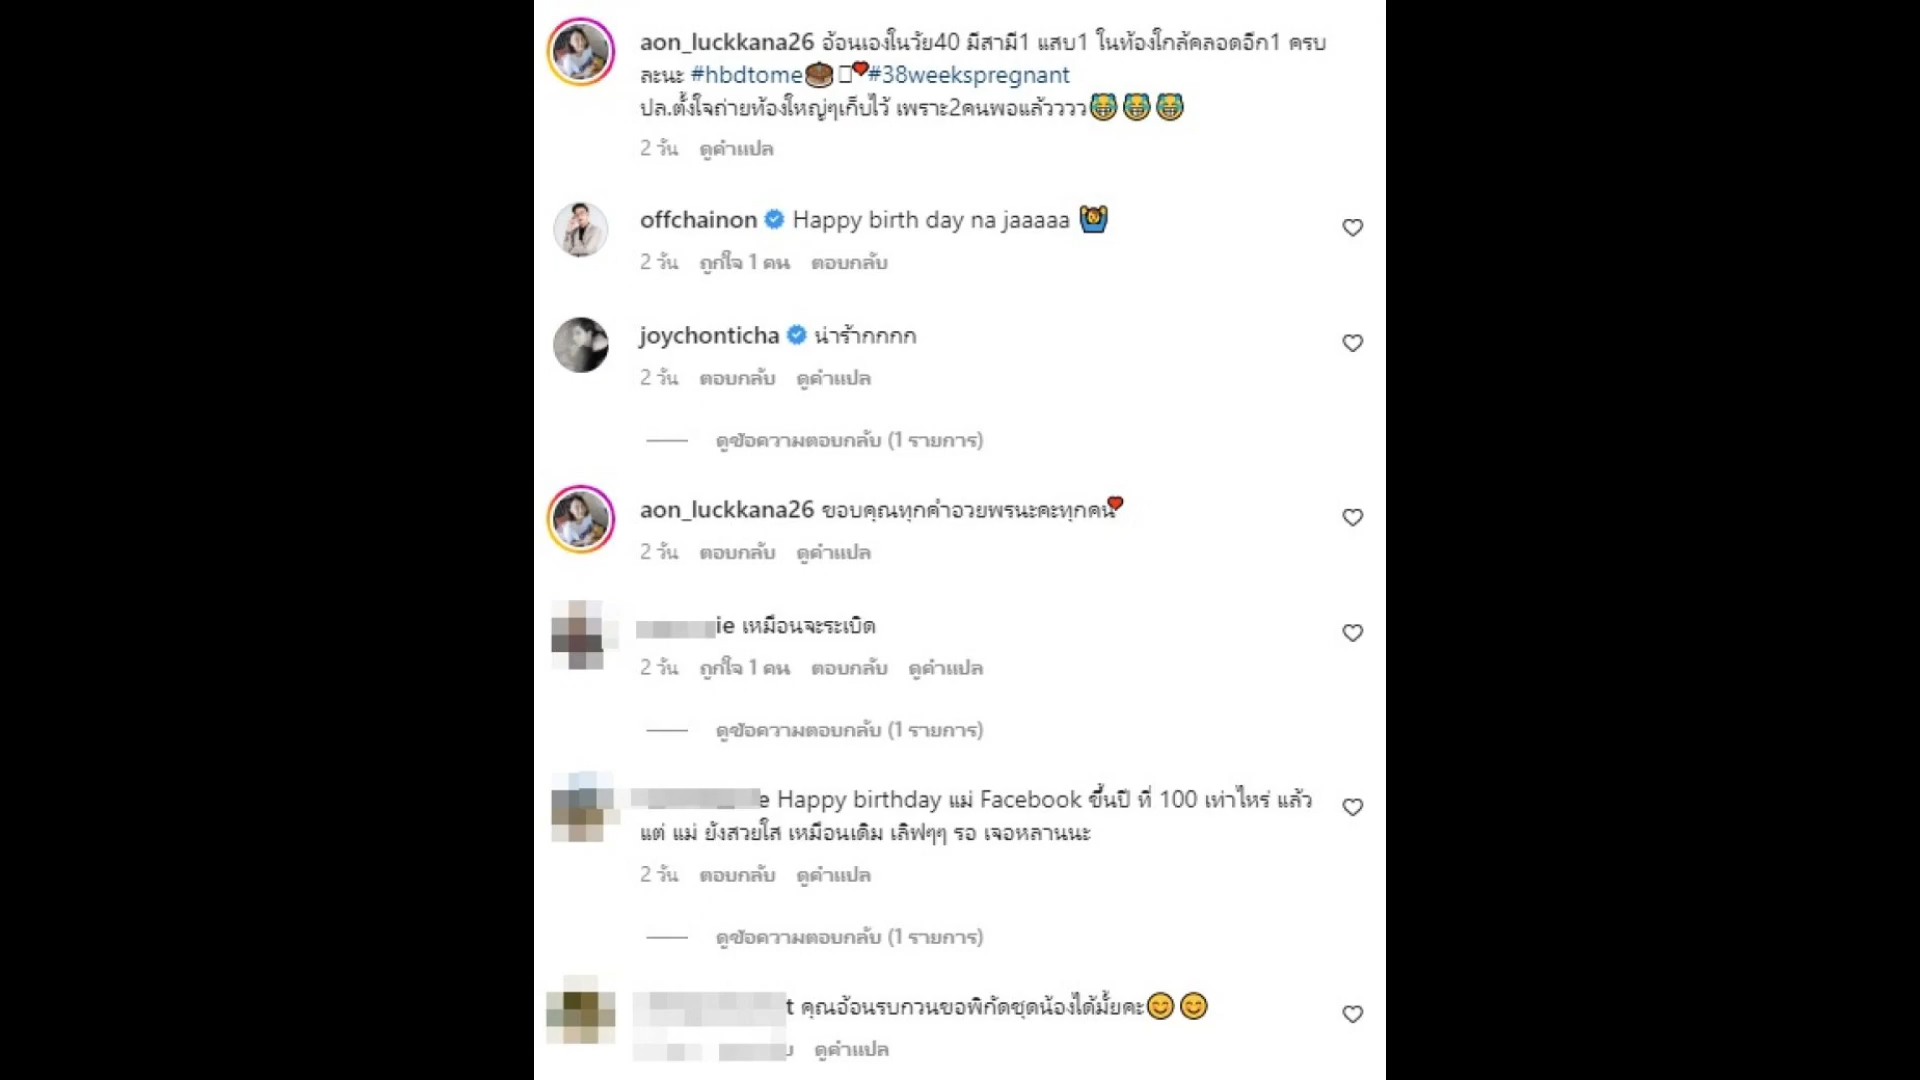 aon_luckkana26 อ้อนเองในวัย40 มีสามี1 แสบ1 ในท้องใกล้คลอดอีก1 ครบ
ละนะ #hbdtome🎂 ❤️#38weekspregnant
ปล.ตั้งใจถ่ายท้องใหญ่ๆเก็บไว้ เพราะ2คนพอแล้วววว😹😹😹
2 วัน ดูคำแปล
offchainon Happy birth day na jaaaaa 🙆‍♂️
2 วัน ถูกใจ 1 คน ตอบกลับ
joychonticha น่าร้ากกกก
2 วัน ตอบกลับ ดูคำแปล
ดูข้อความตอบกลับ (1 รายการ)
aon_luckkana26 ขอบคุณทุกคำอวยพรนะคะทุกคน❤️
2 วัน ตอบกลับ ดูคำแปล
ie เหมือนจะระเบิด
2 วัน ถูกใจ 1 คน ตอบกลับ ดูคำแปล
ดูข้อความตอบกลับ (1 รายการ)
e Happy birthday แม่ Facebook ขึ้นปี ที่ 100 เท่าไหร่ แล้ว
แต่ แม่ ยังสวยใส เหมือนเดิม เลิฟๆๆ รอ เจอหลานนะ
2 วัน ตอบกลับ ดูคำแปล
ดูข้อความตอบกลับ (1 รายการ)
t คุณอ้อนรบกวนขอพิกัดชุดน้องได้มั้ยคะ😊😊
ดูคำแปล